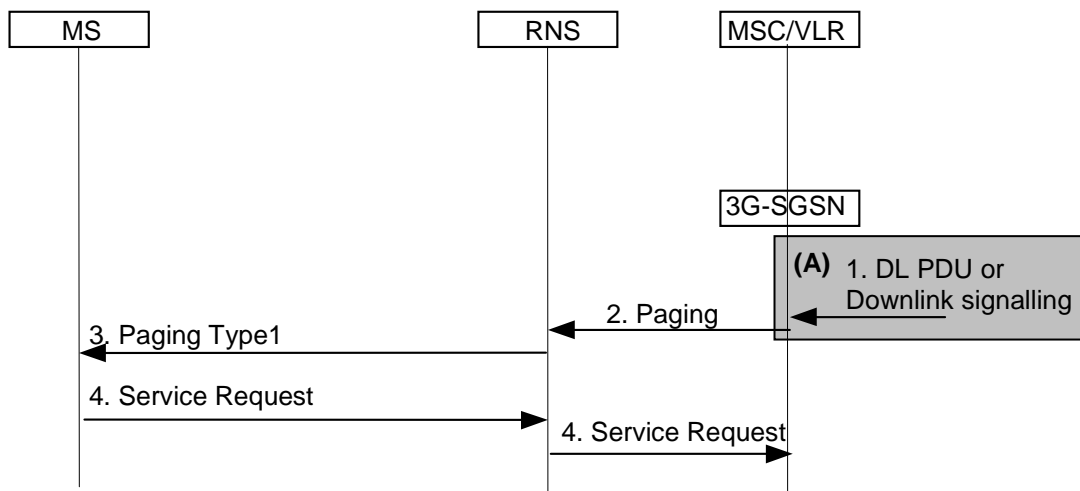 MS
RNS
MSC/VLR
3G-SGSN
(A) 1. DL PDU or
Downlink signalling
2. Paging
3. Paging Type1
4. Service Request
4. Service Request